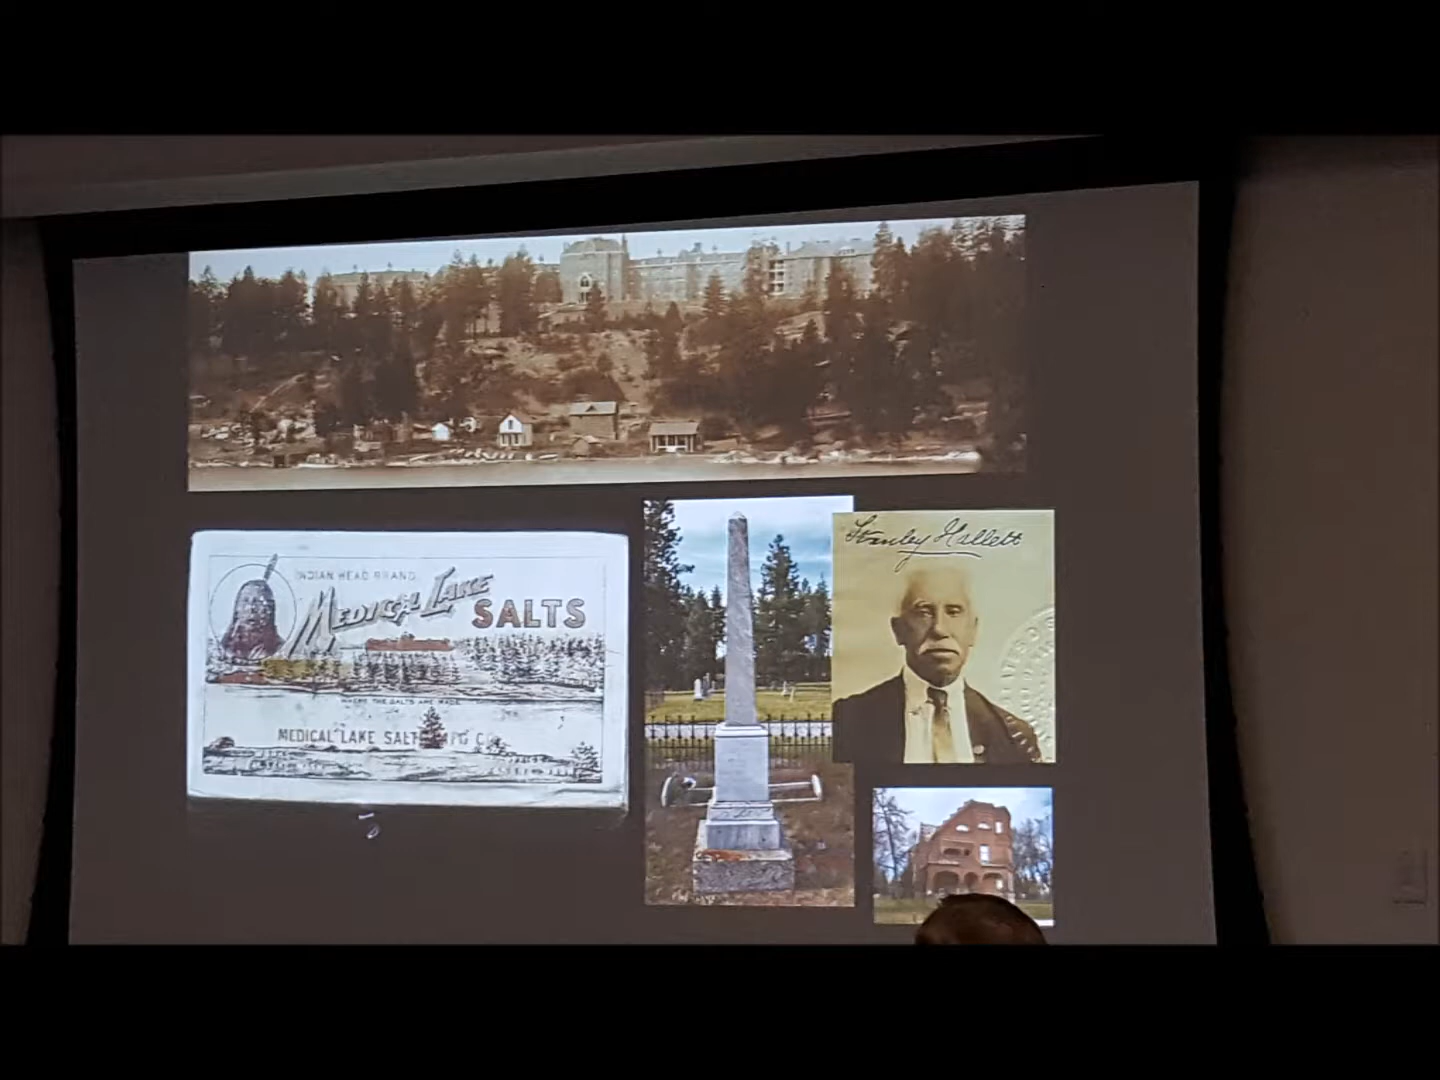 INDIAN HEAD BRAND
MEDICAL LAKE
SALTS
WHERE THE SALTS ARE MADE
MEDICAL LAKE SALT
Stanley Hallett